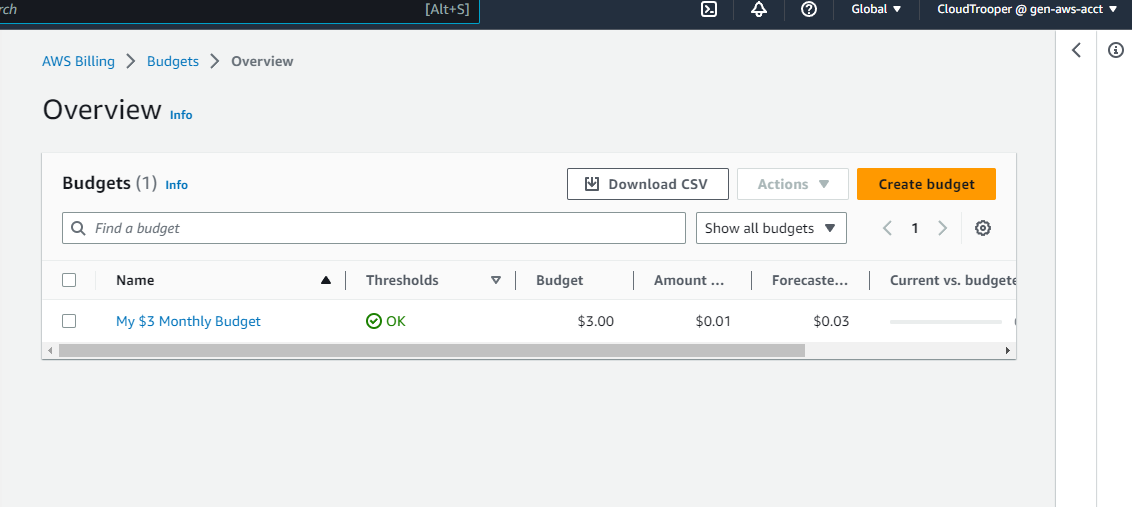 rch [Alt+S] Global CloudTrooper @ gen-aws-acct
AWS Billing Budgets Overview
Overview Info
Budgets (1) Info Download CSV Actions Create budget
Find a budget Show all budgets 1
Name Thresholds Budget Amount ... Forecaste... Current vs. budgete
My $3 Monthly Budget OK $3.00 $0.01 $0.03